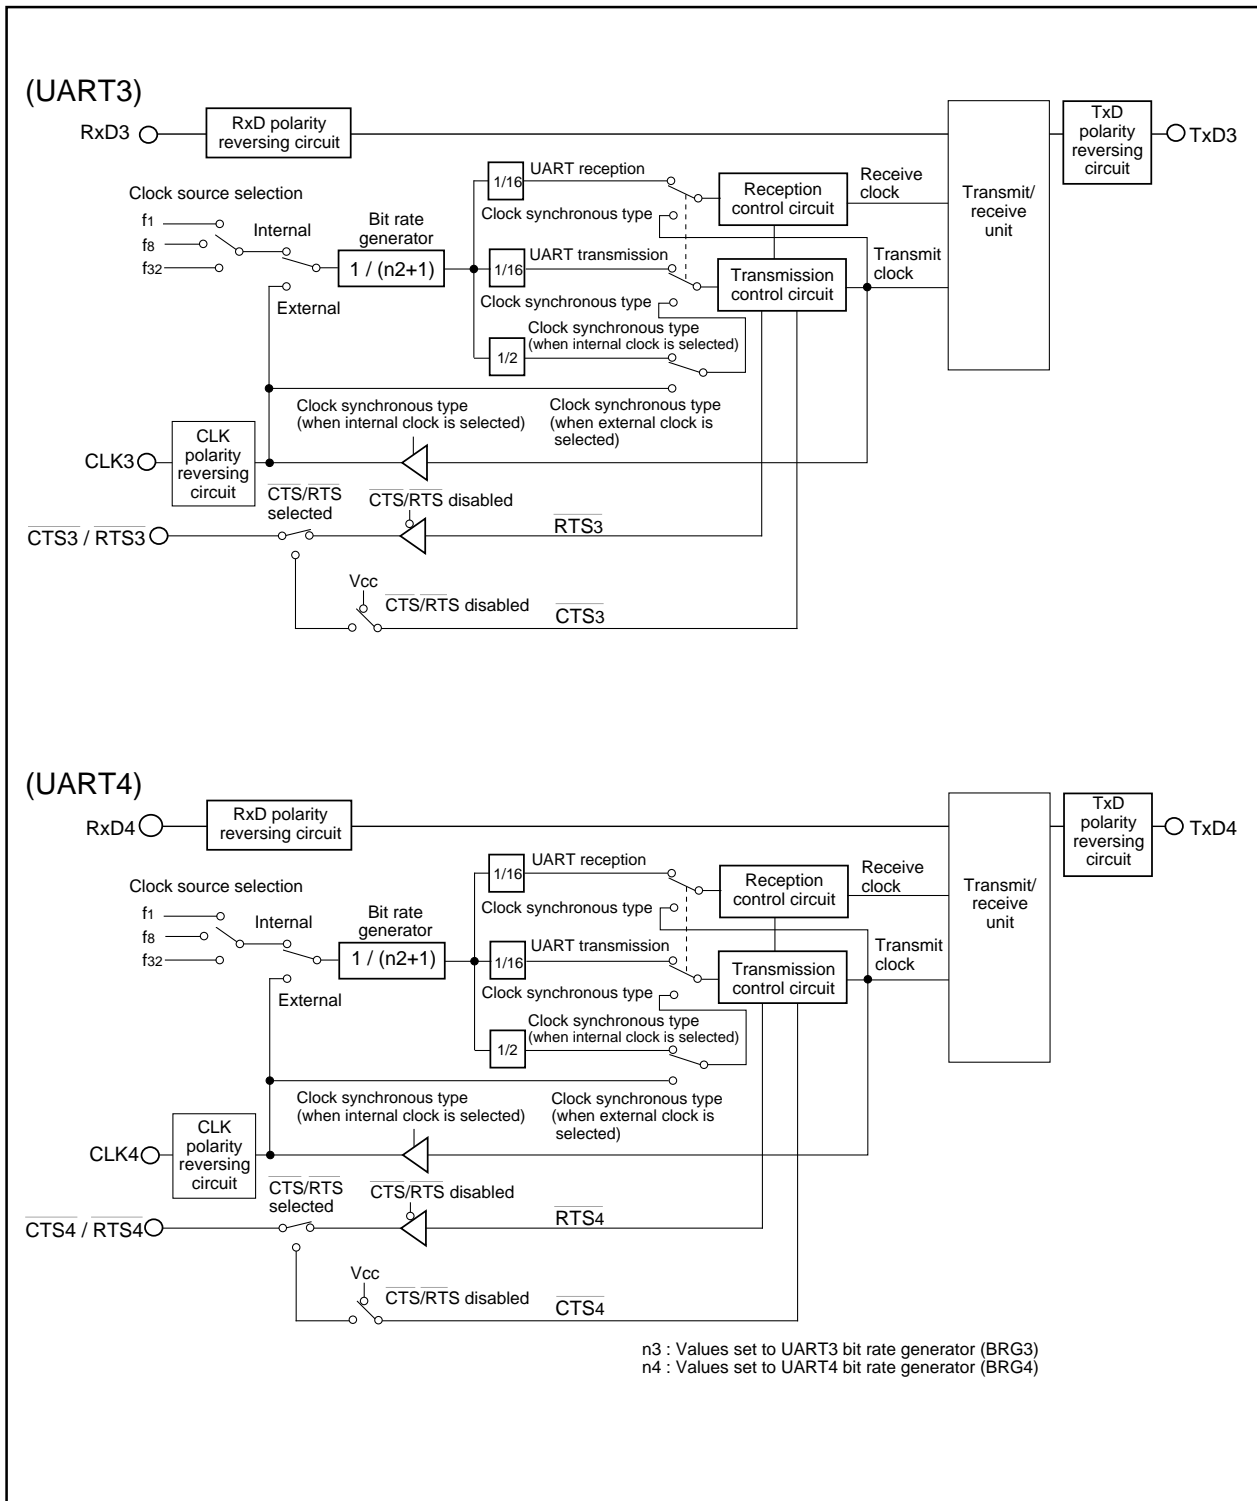 (UART3)
RxD3
RxD polarity
reversing circuit
TxD
polarity
reversing
circuit
TxD3
Clock source selection
f1
f8
f32
Internal
External
Bit rate
generator
1 / (n2+1)
1/16
UART reception
Clock synchronous type
1/16
UART transmission
Clock synchronous type
Clock synchronous type
(when internal clock is selected)
1/2
Reception
control circuit
Receive
clock
Transmission
control circuit
Transmit
clock
Transmit/
receive
unit
Clock synchronous type
(when internal clock is selected)
Clock synchronous type
(when external clock is
selected)
CLK3
CLK
polarity
reversing
circuit
CTS/RTS
selected
CTS/RTS disabled
CTS3 / RTS3
RTS3
Vcc
CTS/RTS disabled
CTS3
(UART4)
RxD4
RxD polarity
reversing circuit
TxD
polarity
reversing
circuit
TxD4
Clock source selection
f1
f8
f32
Internal
External
Bit rate
generator
1 / (n2+1)
1/16
UART reception
Clock synchronous type
1/16
UART transmission
Clock synchronous type
Clock synchronous type
(when internal clock is selected)
1/2
Reception
control circuit
Receive
clock
Transmission
control circuit
Transmit
clock
Transmit/
receive
unit
Clock synchronous type
(when internal clock is selected)
Clock synchronous type
(when external clock is
selected)
CLK4
CLK
polarity
reversing
circuit
CTS/RTS
selected
CTS/RTS disabled
CTS4 / RTS4
RTS4
Vcc
CTS/RTS disabled
CTS4
n3 : Values set to UART3 bit rate generator (BRG3)
n4 : Values set to UART4 bit rate generator (BRG4)